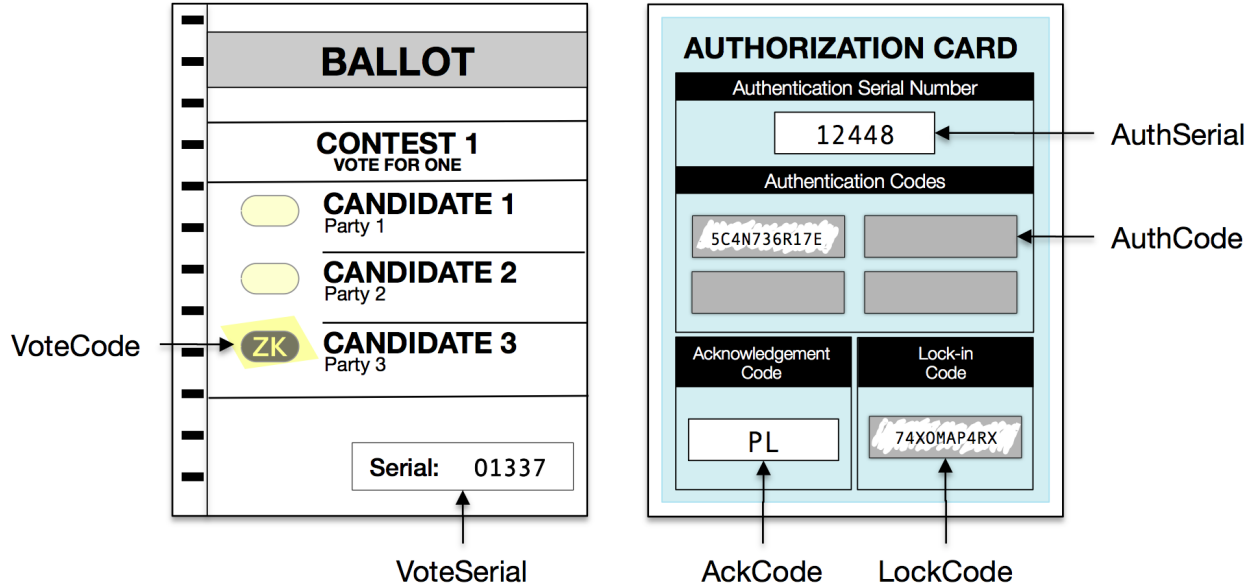 BALLOT
CONTEST 1
VOTE FOR ONE
CANDIDATE 1
Party 1
CANDIDATE 2
Party 2
VoteCode
ZK
CANDIDATE 3
Party 3
Serial: 01337
VoteSerial
AUTHORIZATION CARD
Authentication Serial Number
12448
AuthSerial
Authentication Codes
5C4N736R17E
AuthCode
Acknowledgement
Code
PL
AckCode
Lock-in
Code
74XOMAP4RX
LockCode